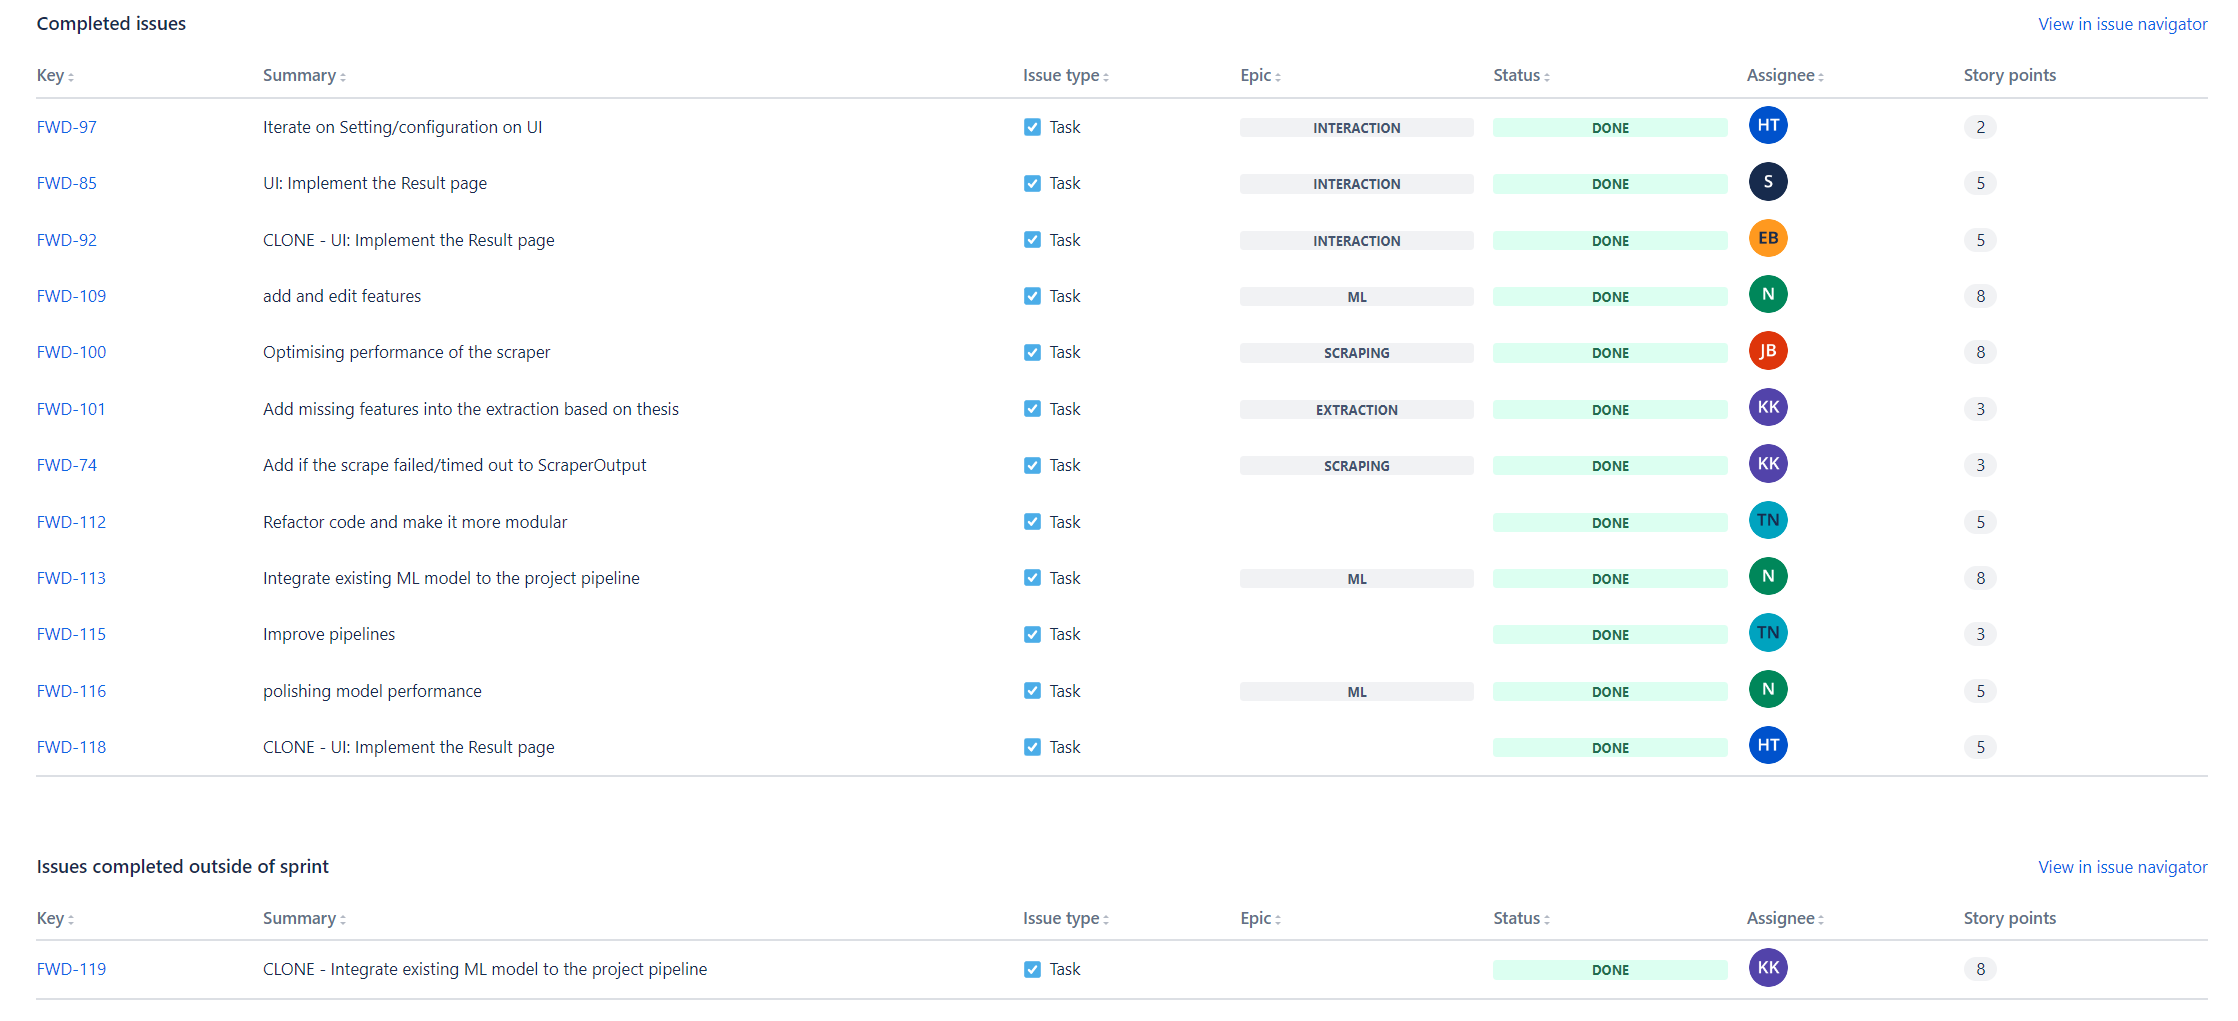 Completed issues View in issue navigator
Key Summary Issue type Epic Status Assignee Story points
FWD-97 Iterate on Setting/configuration on UI Task INTERACTION DONE HT 2
FWD-85 UI: Implement the Result page Task INTERACTION DONE S 5
FWD-92 CLONE - UI: Implement the Result page Task INTERACTION DONE EB 5
FWD-109 add and edit features Task ML DONE N 8
FWD-100 Optimising performance of the scraper Task SCRAPING DONE JB 8
FWD-101 Add missing features into the extraction based on thesis Task EXTRACTION DONE KK 3
FWD-74 Add if the scrape failed/timed out to ScraperOutput Task SCRAPING DONE KK 3
FWD-112 Refactor code and make it more modular Task DONE TN 5
FWD-113 Integrate existing ML model to the project pipeline Task ML DONE N 8
FWD-115 Improve pipelines Task DONE TN 3
FWD-116 polishing model performance Task ML DONE N 5
FWD-118 CLONE - UI: Implement the Result page Task DONE HT 5
Issues completed outside of sprint View in issue navigator
Key Summary Issue type Epic Status Assignee Story points
FWD-119 CLONE - Integrate existing ML model to the project pipeline Task DONE KK 8